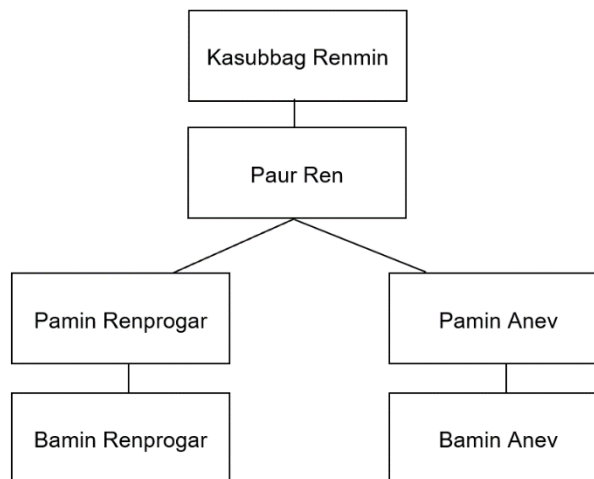 Kasubbag Renmin
Paur Ren
Pamin Renprogar
Pamin Anev
Bamin Renprogar
Bamin Anev